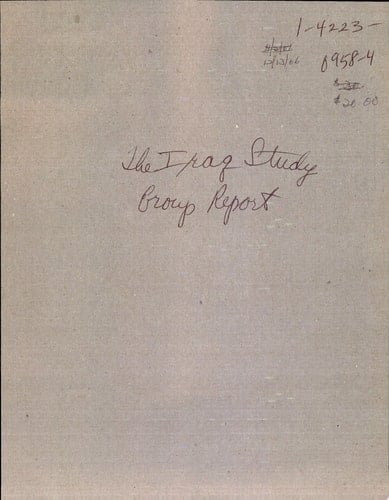 1-4223-
0958-4
12/12/06
$20 00
The Iraq Study
Group Report